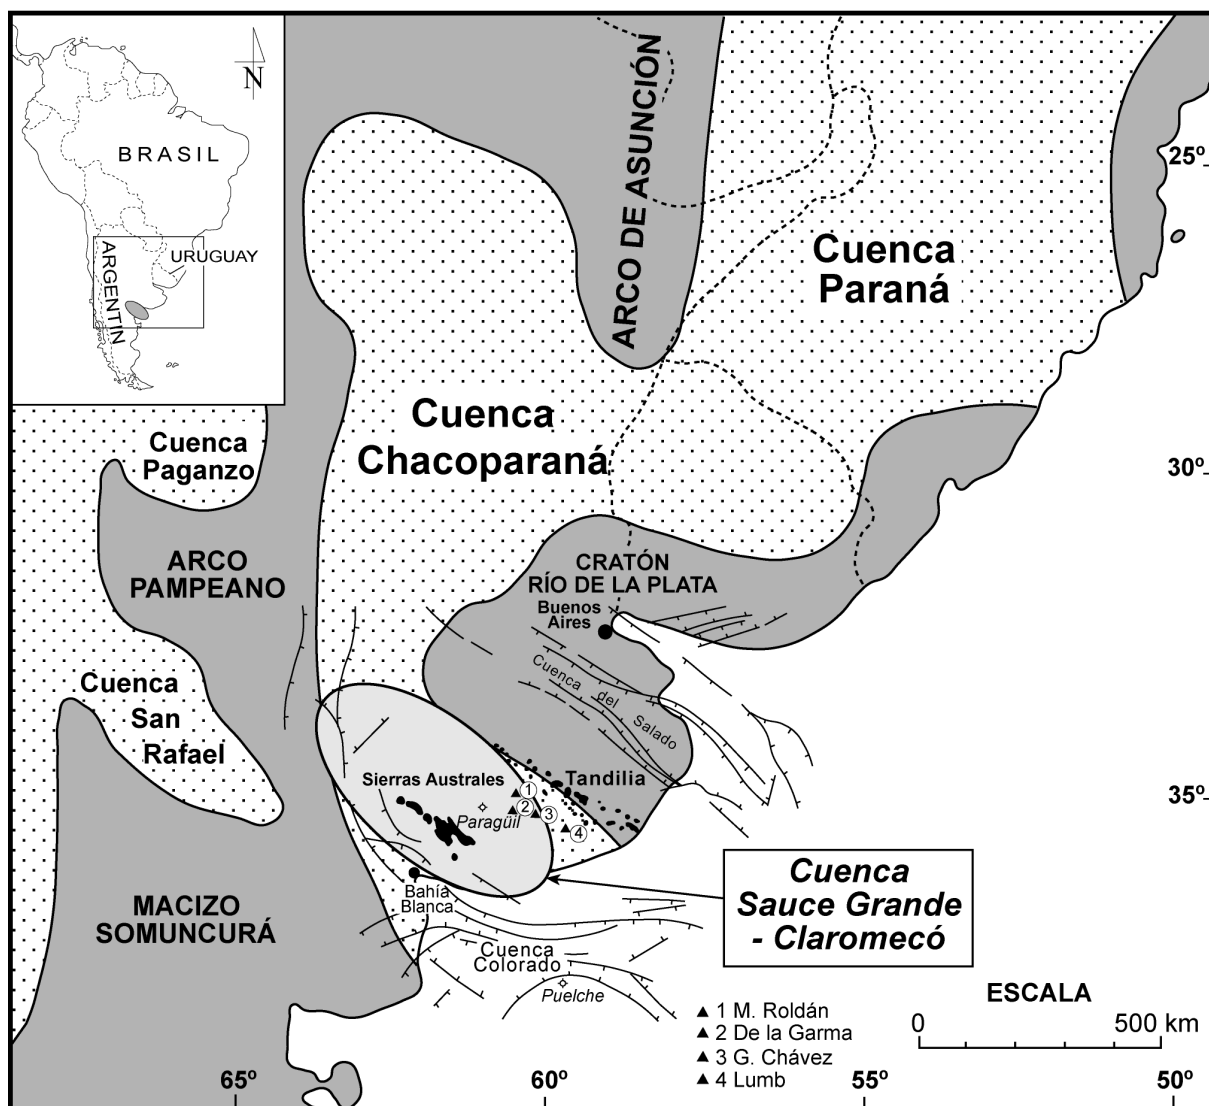 N
BRASIL
URUGUAY
ARGENTIN
ARCO DE ASUNCIÓN
25º
Cuenca
Paraná
Cuenca
Chacoparaná
Cuenca
Paganzo
30º
ARCO
PAMPEANO
CRATÓN
RÍO DE LA PLATA
Buenos
Aires
Cuenca del Salado
Cuenca
San
Rafael
Sierras Australes
Tandilia
35º
1
2
3
4
Paragüil
Cuenca
Sauce Grande
- Claromecó
Bahía
Blanca
MACIZO
SOMUNCURÁ
Cuenca
Colorado
Puelche
ESCALA
0 500 km
▲ 1 M. Roldán
▲ 2 De la Garma
▲ 3 G. Chávez
▲ 4 Lumb
65º 60º 55º 50º